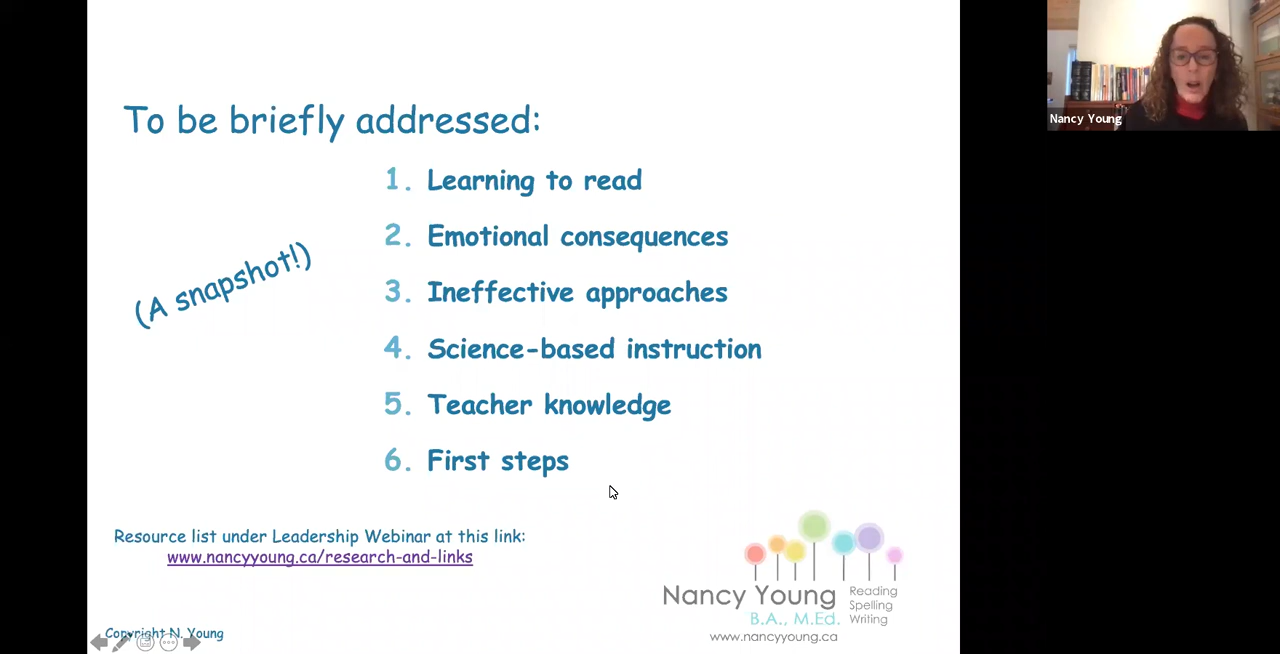 To be briefly addressed:
1. Learning to read
2. Emotional consequences
(A snapshot!)
3. Ineffective approaches
4. Science-based instruction
5. Teacher knowledge
6. First steps
Resource list under Leadership Webinar at this link:
www.nancyyoung.ca/research-and-links
Nancy Young
B.A., M.Ed.
Reading
Spelling
Writing
www.nancyyoung.ca
Copyright N. Young
Nancy Young